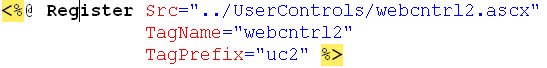 <%@ Register Src="../UserControls/webcntrl2.ascx"
TagName="webcntrl2"
TagPrefix="uc2" %>